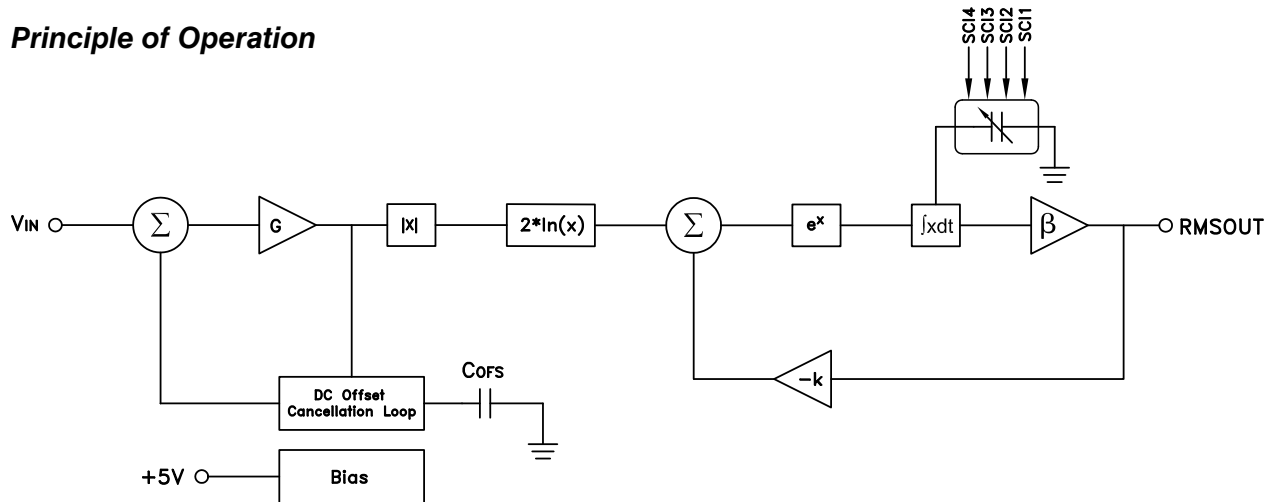 Principle of Operation
SCI4
SCI3
SCI2
SCI1
VIN
Σ
G
|x|
2*ln(x)
Σ
e^x
∫xdt
β
RMSOUT
-k
DC Offset
Cancellation Loop
COFS
+5V
Bias